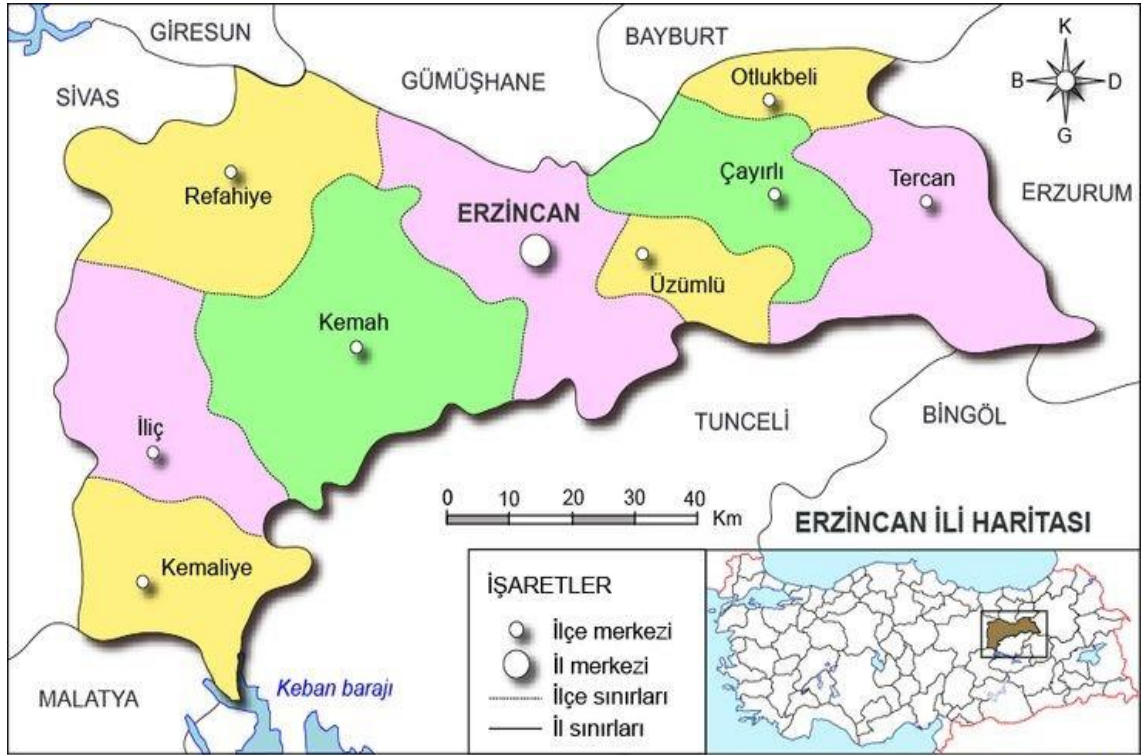 GİRESUN
BAYBURT
K
GÜMÜŞHANE
Otlukbeli
SİVAS
B
D
G
Çayırlı
Tercan
Refahiye
ERZURUM
ERZİNCAN
Üzümlü
Kemah
İliç
TUNCELİ
BİNGÖL
0 10 20 30 40
Km
ERZİNCAN İLİ HARİTASI
Kemaliye
İŞARETLER
İlçe merkezi
İl merkezi
İlçe sınırları
İl sınırları
MALATYA
Keban barajı